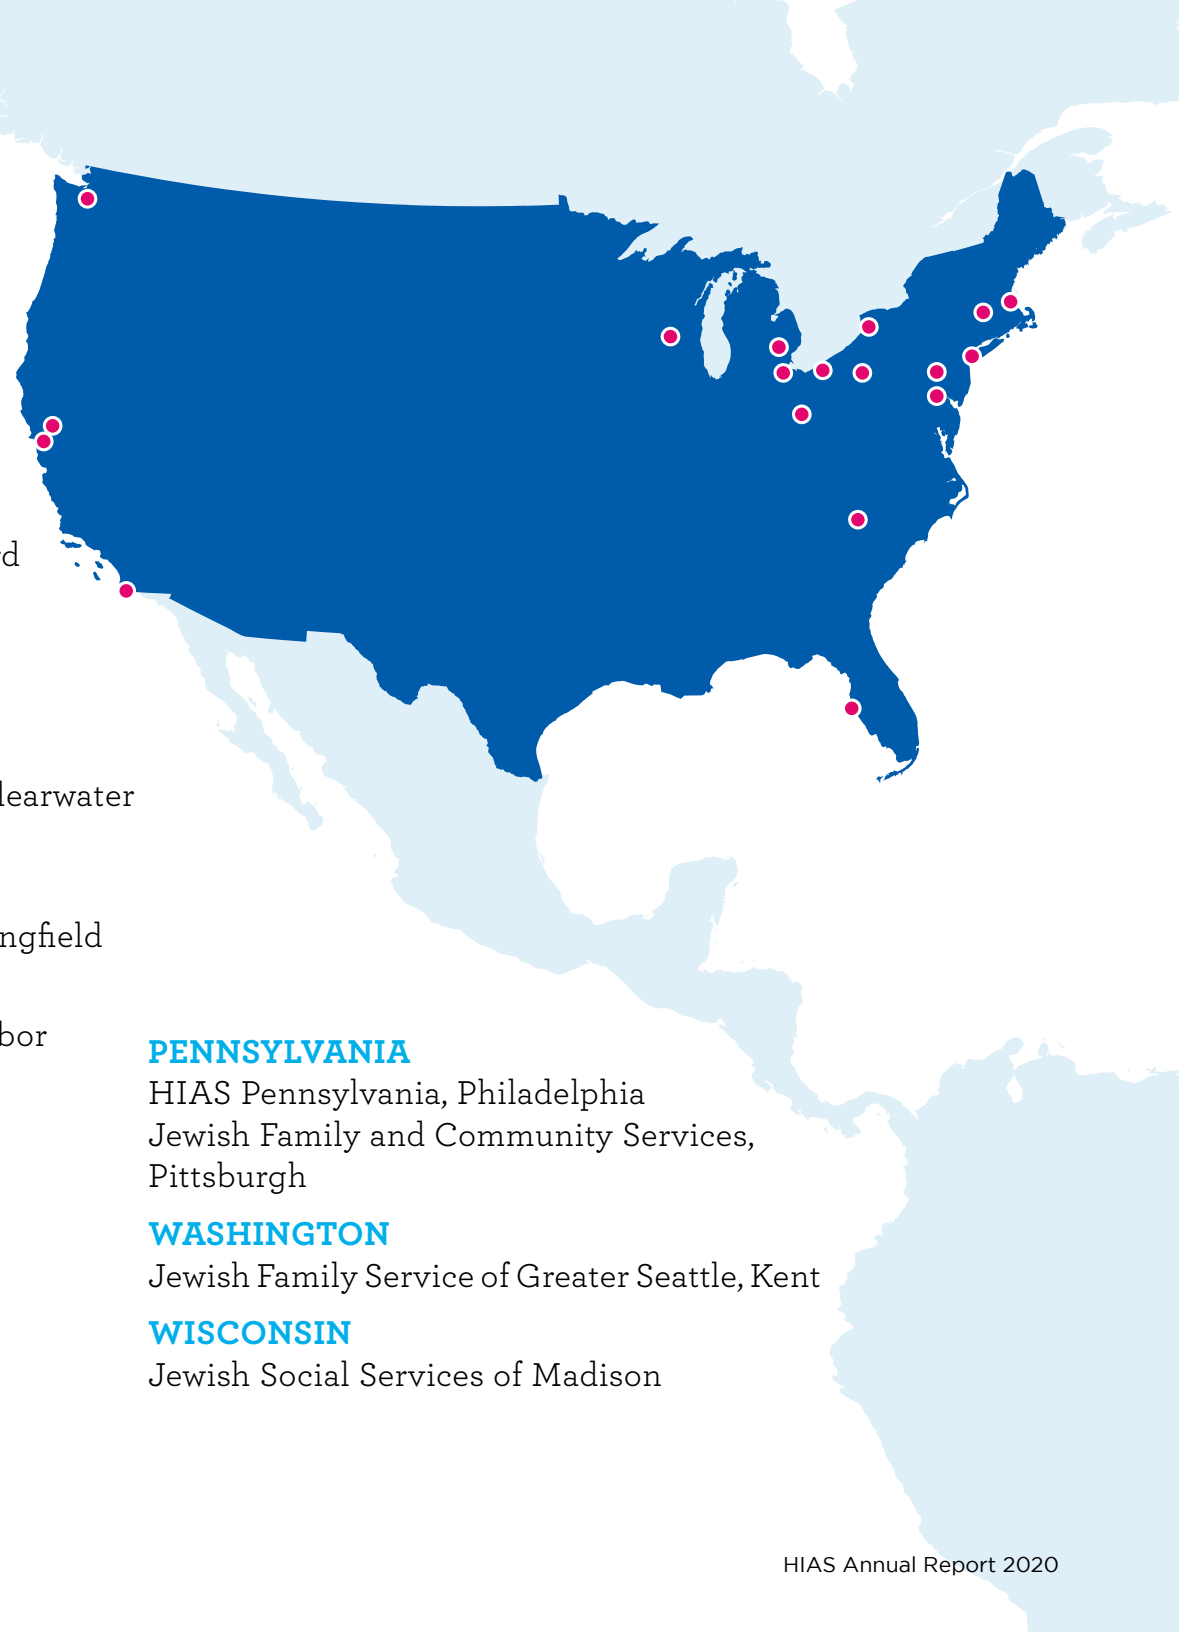 rd
learwater
ngfield
bor
PENNSYLVANIA
HIAS Pennsylvania, Philadelphia
Jewish Family and Community Services,
Pittsburgh
WASHINGTON
Jewish Family Service of Greater Seattle, Kent
WISCONSIN
Jewish Social Services of Madison
HIAS Annual Report 2020